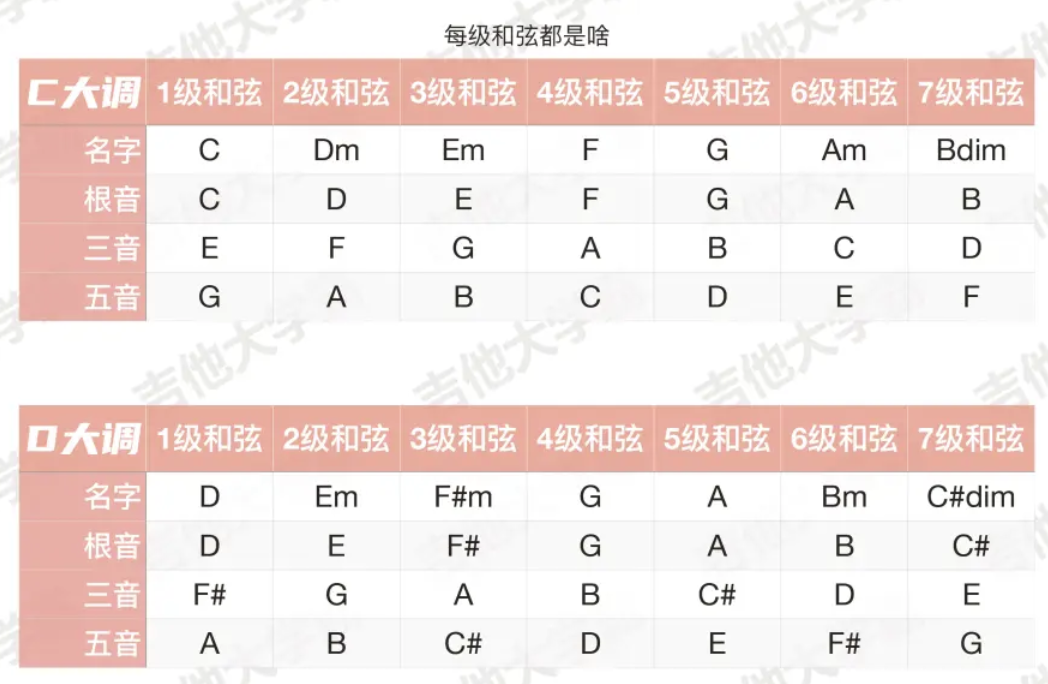 每级和弦都是啥
C大调 1级和弦 2级和弦 3级和弦 4级和弦 5级和弦 6级和弦 7级和弦
名字 C Dm Em F G Am Bdim
根音 C D E F G A B
三音 E F G A B C D
五音 G A B C D E F
吉他大学 吉他大学 吉他大学 吉他大学
D大调 1级和弦 2级和弦 3级和弦 4级和弦 5级和弦 6级和弦 7级和弦
名字 D Em F#m G A Bm C#dim
根音 D E F# G A B C#
三音 F# G A B C# D E
五音 A B C# D E F# G